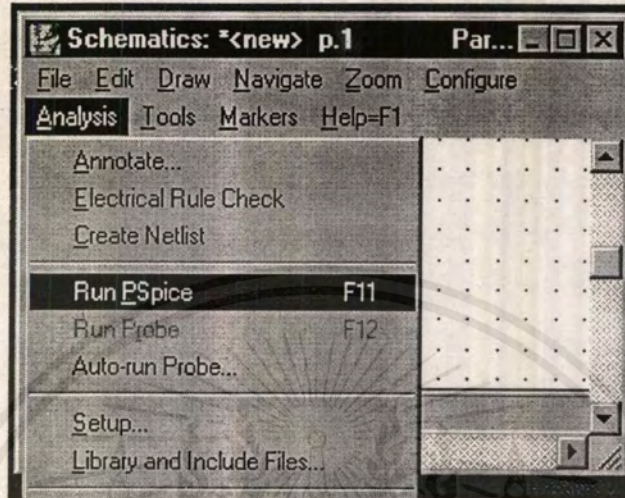 Schematics: *<new> p.1 Par...
File Edit Draw Navigate Zoom Configure
Analysis Tools Markers Help=F1
Annotate...
Electrical Rule Check
Create Netlist
Run PSpice F11
Run Probe F12
Auto-run Probe...
Setup...
Library and Include Files...